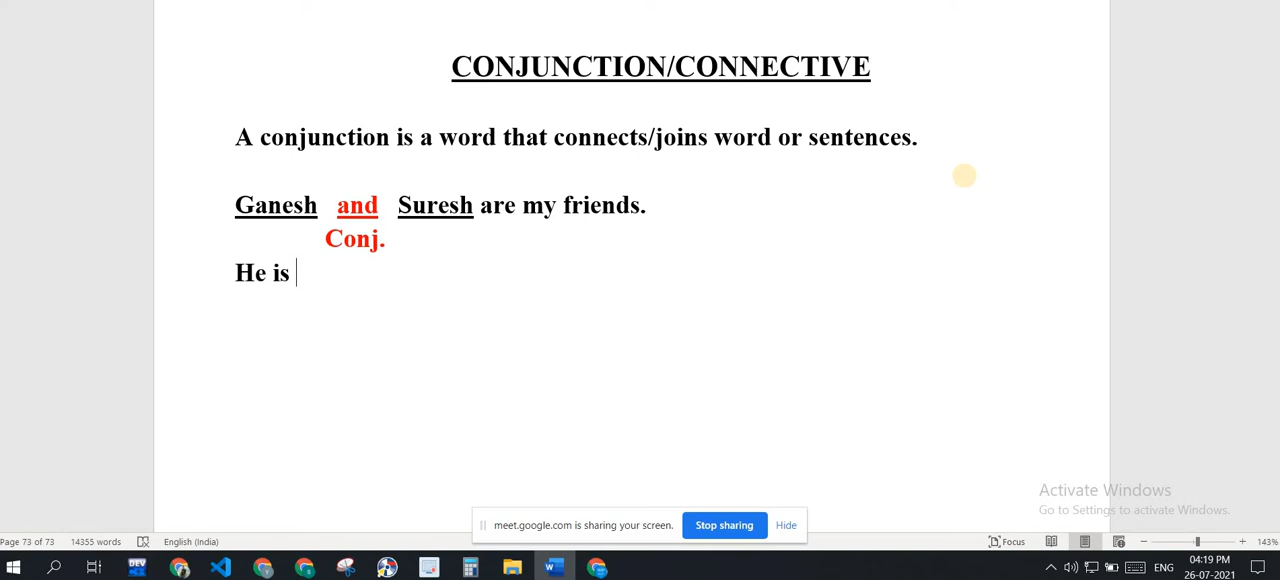 CONJUNCTION/CONNECTIVE
A conjunction is a word that connects/joins word or sentences.
Ganesh and Suresh are my friends.
Conj.
He is
Activate Windows
Go to Settings to activate Windows.
meet.google.com is sharing your screen. Stop sharing Hide
Page 73 of 73 14355 words English (India) Focus 143%
DEV W ENG 04:19 PM
26-07-2021